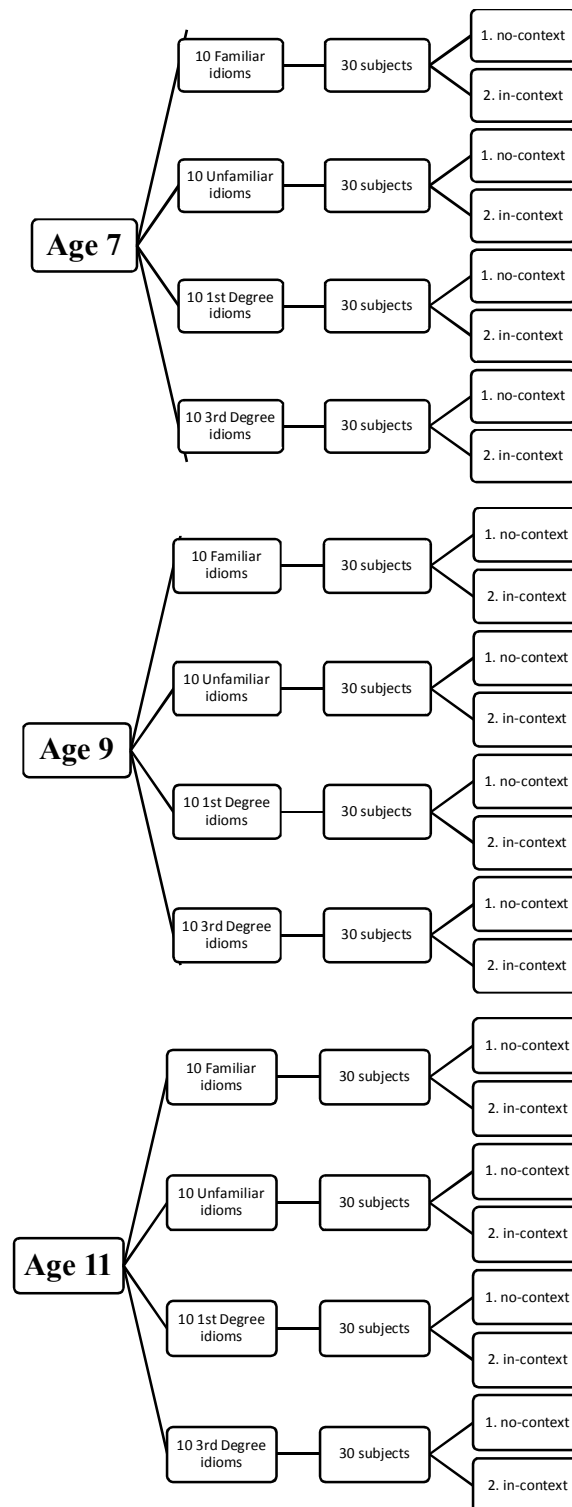 Age 7
10 Familiar
idioms
30 subjects
1. no-context
2. in-context
10 Unfamiliar
idioms
30 subjects
1. no-context
2. in-context
10 1st Degree
idioms
30 subjects
1. no-context
2. in-context
10 3rd Degree
idioms
30 subjects
1. no-context
2. in-context
Age 9
10 Familiar
idioms
30 subjects
1. no-context
2. in-context
10 Unfamiliar
idioms
30 subjects
1. no-context
2. in-context
10 1st Degree
idioms
30 subjects
1. no-context
2. in-context
10 3rd Degree
idioms
30 subjects
1. no-context
2. in-context
Age 11
10 Familiar
idioms
30 subjects
1. no-context
2. in-context
10 Unfamiliar
idioms
30 subjects
1. no-context
2. in-context
10 1st Degree
idioms
30 subjects
1. no-context
2. in-context
10 3rd Degree
idioms
30 subjects
1. no-context
2. in-context